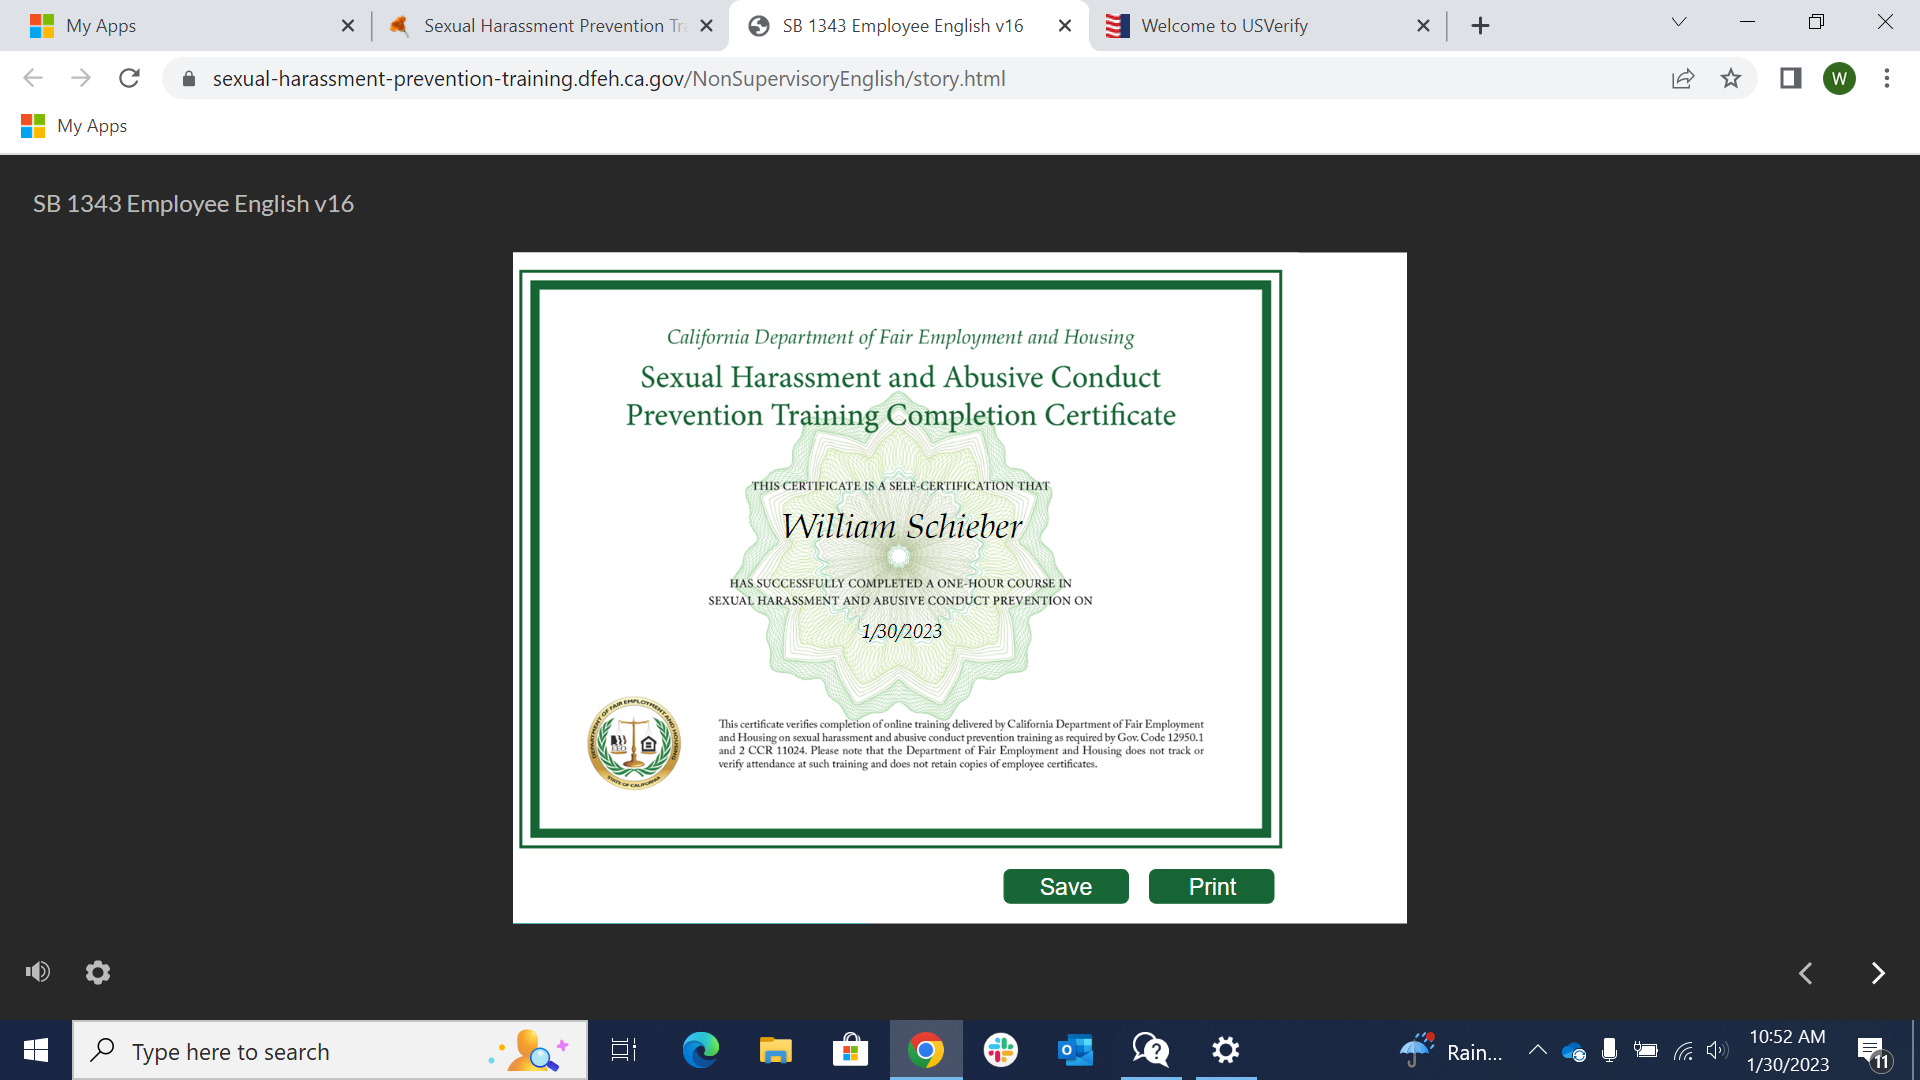 My Apps
Sexual Harassment Prevention Tr
SB 1343 Employee English v16
Welcome to USVerify
sexual-harassment-prevention-training.dfeh.ca.gov/NonSupervisoryEnglish/story.html
W
My Apps
SB 1343 Employee English v16
California Department of Fair Employment and Housing
Sexual Harassment and Abusive Conduct
Prevention Training Completion Certificate
THIS CERTIFICATE IS A SELF-CERTIFICATION THAT
William Schieber
HAS SUCCESSFULLY COMPLETED A ONE-HOUR COURSE IN
SEXUAL HARASSMENT AND ABUSIVE CONDUCT PREVENTION ON
1/30/2023
DEPARTMENT OF FAIR EMPLOYMENT AND HOUSING
EEO
STATE OF CALIFORNIA
This certificate verifies completion of online training delivered by California Department of Fair Employment
and Housing on sexual harassment and abusive conduct prevention training as required by Gov. Code 12950.1
and 2 CCR 11024. Please note that the Department of Fair Employment and Housing does not track or
verify attendance at such training and does not retain copies of employee certificates.
Save
Print
Type here to search
Rain...
10:52 AM
1/30/2023
11